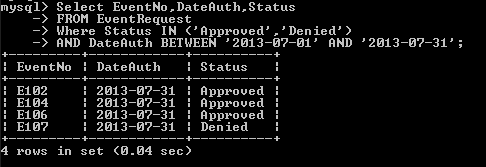 mysql> Select EventNo,DateAuth,Status
    -> FROM EventRequest
    -> Where Status IN ('Approved','Denied')
    -> AND DateAuth BETWEEN '2013-07-01' AND '2013-07-31';
+---------+------------+----------+
| EventNo | DateAuth   | Status   |
+---------+------------+----------+
| E102    | 2013-07-31 | Approved |
| E104    | 2013-07-31 | Approved |
| E106    | 2013-07-31 | Approved |
| E107    | 2013-07-31 | Denied   |
+---------+------------+----------+
4 rows in set (0.04 sec)